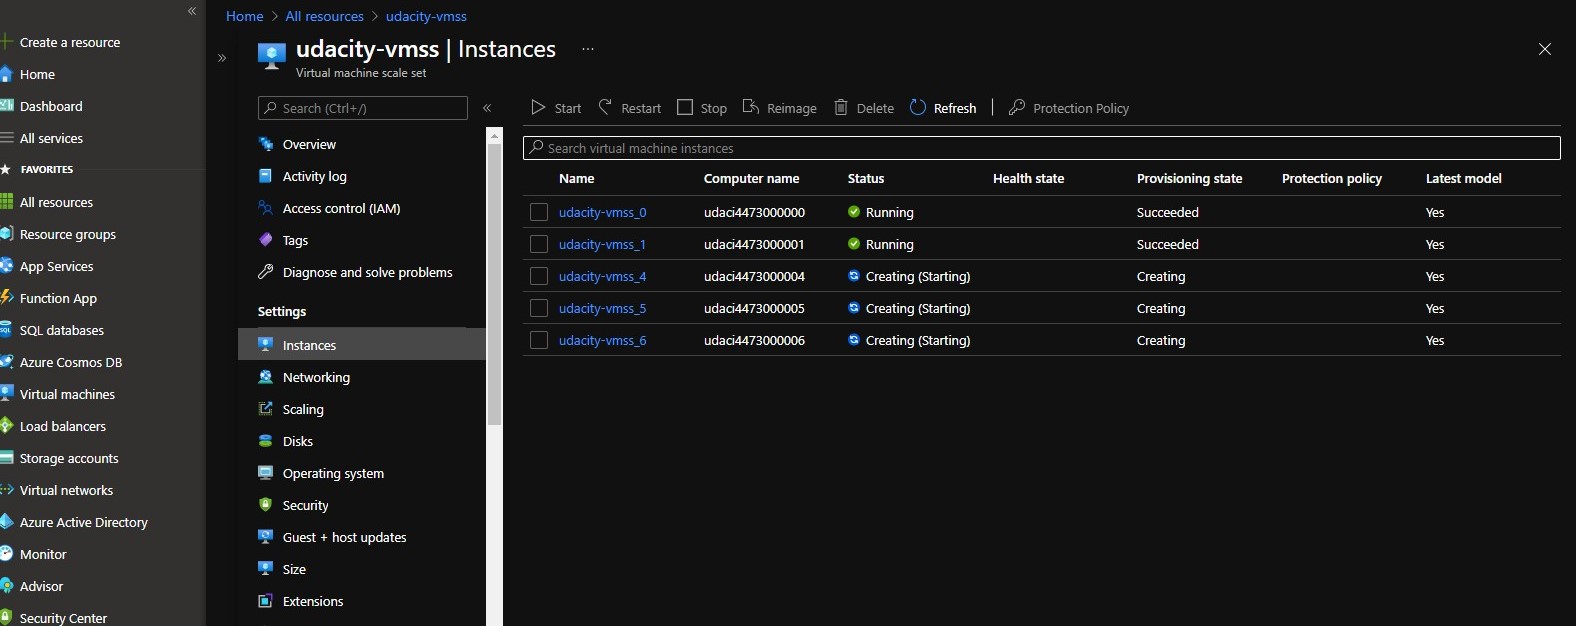 Home > All resources > udacity-vmss
Create a resource
Home
Dashboard
All services
FAVORITES
All resources
Resource groups
App Services
Function App
SQL databases
Azure Cosmos DB
Virtual machines
Load balancers
Storage accounts
Virtual networks
Azure Active Directory
Monitor
Advisor
Security Center
udacity-vmss | Instances ...
Virtual machine scale set
Search (Ctrl+/)
Overview
Activity log
Access control (IAM)
Tags
Diagnose and solve problems
Settings
Instances
Networking
Scaling
Disks
Operating system
Security
Guest + host updates
Size
Extensions
Start Restart Stop Reimage Delete Refresh Protection Policy
Search virtual machine instances
Name Computer name Status Health state Provisioning state Protection policy Latest model
udacity-vmss_0 udaci4473000000 Running Succeeded Yes
udacity-vmss_1 udaci4473000001 Running Succeeded Yes
udacity-vmss_4 udaci4473000004 Creating (Starting) Creating Yes
udacity-vmss_5 udaci4473000005 Creating (Starting) Creating Yes
udacity-vmss_6 udaci4473000006 Creating (Starting) Creating Yes